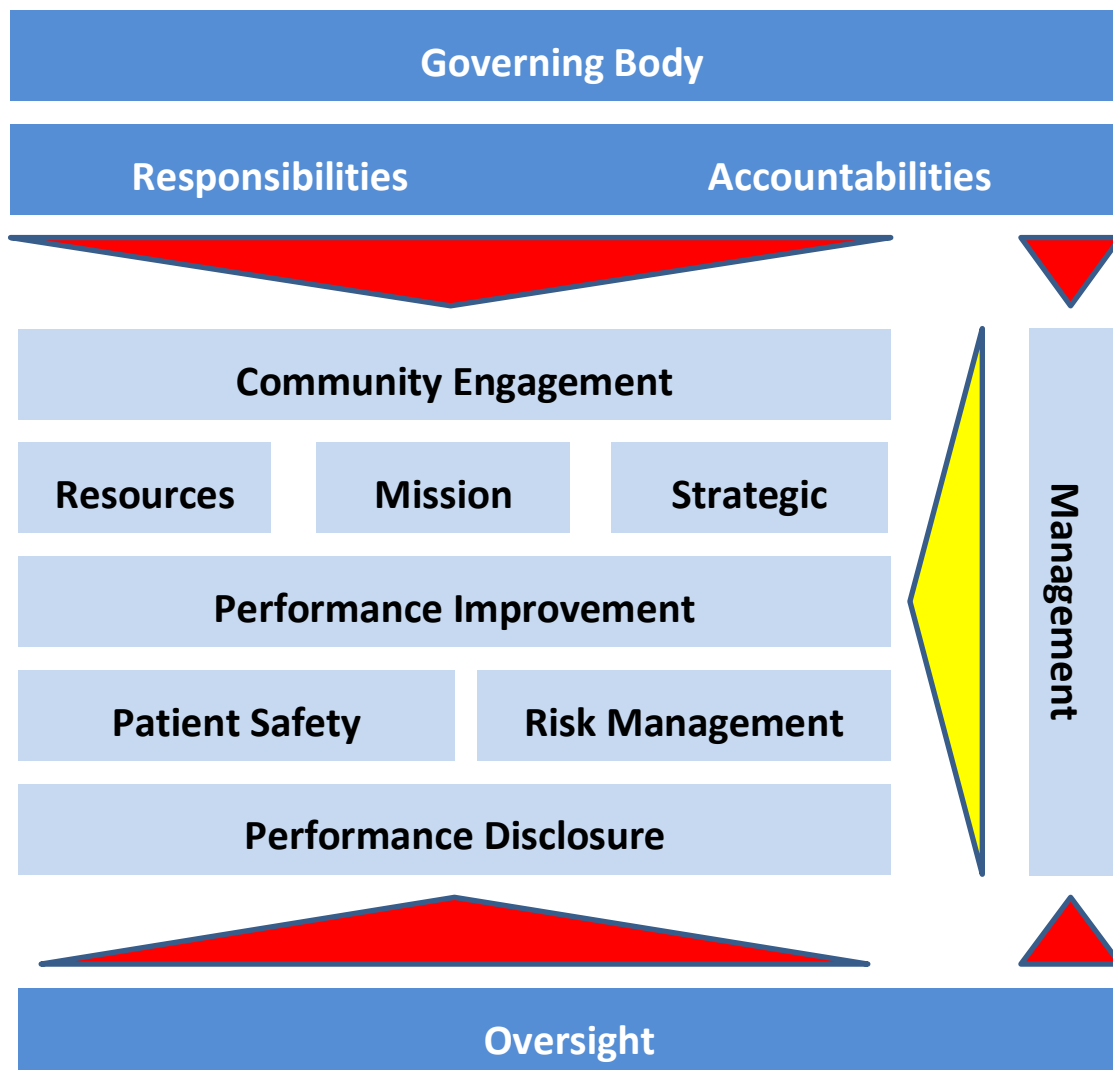 Governing Body
Responsibilities Accountabilities
Community Engagement
Resources Mission Strategic
Performance Improvement
Patient Safety Risk Management
Performance Disclosure
Management
Oversight